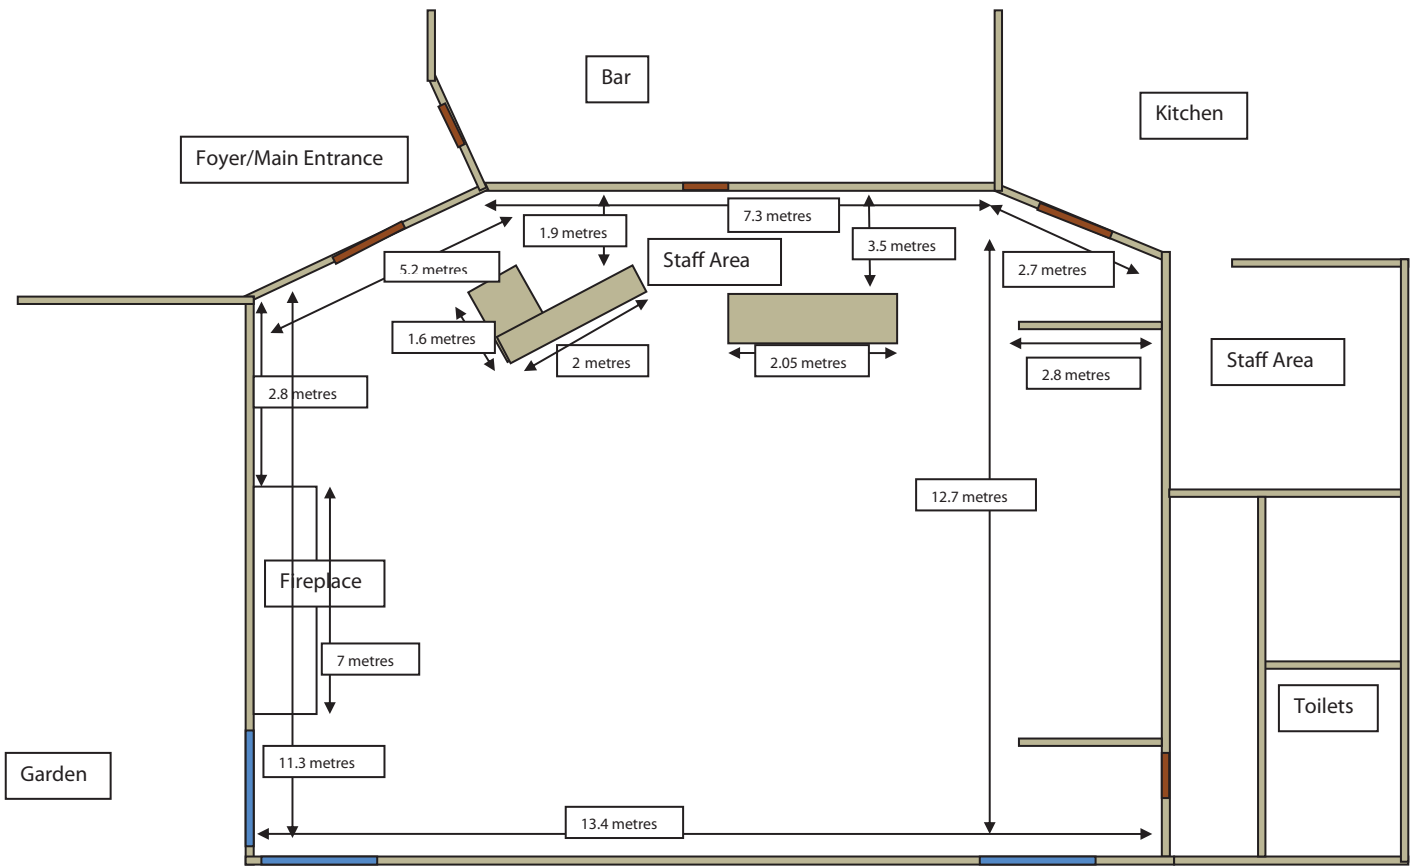 Bar
Kitchen
Foyer/Main Entrance
7.3 metres
1.9 metres
3.5 metres
Staff Area
5.2 metres
2.7 metres
1.6 metres
2 metres
2.05 metres
Staff Area
2.8 metres
2.8 metres
12.7 metres
Fireplace
7 metres
Toilets
11.3 metres
Garden
13.4 metres